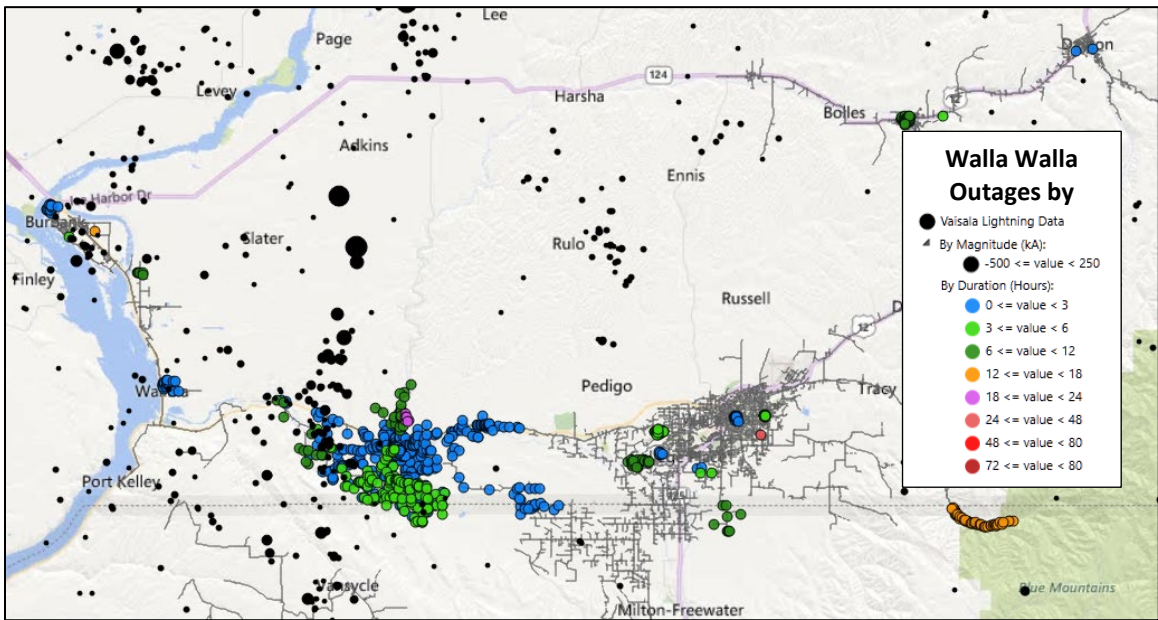 Lee
Page
124
Levey
Harsha
12
Bolles
Adkins
Ennis
Harbor Dr
Slater
Rulo
Finley
Russell
12
Pedigo
Tracy
Port Kelley
Milton-Freewater
Blue Mountains
Walla Walla
Outages by
Vaisala Lightning Data
By Magnitude (kA):
-500 <= value < 250
By Duration (Hours):
0 <= value < 3
3 <= value < 6
6 <= value < 12
12 <= value < 18
18 <= value < 24
24 <= value < 48
48 <= value < 80
72 <= value < 80